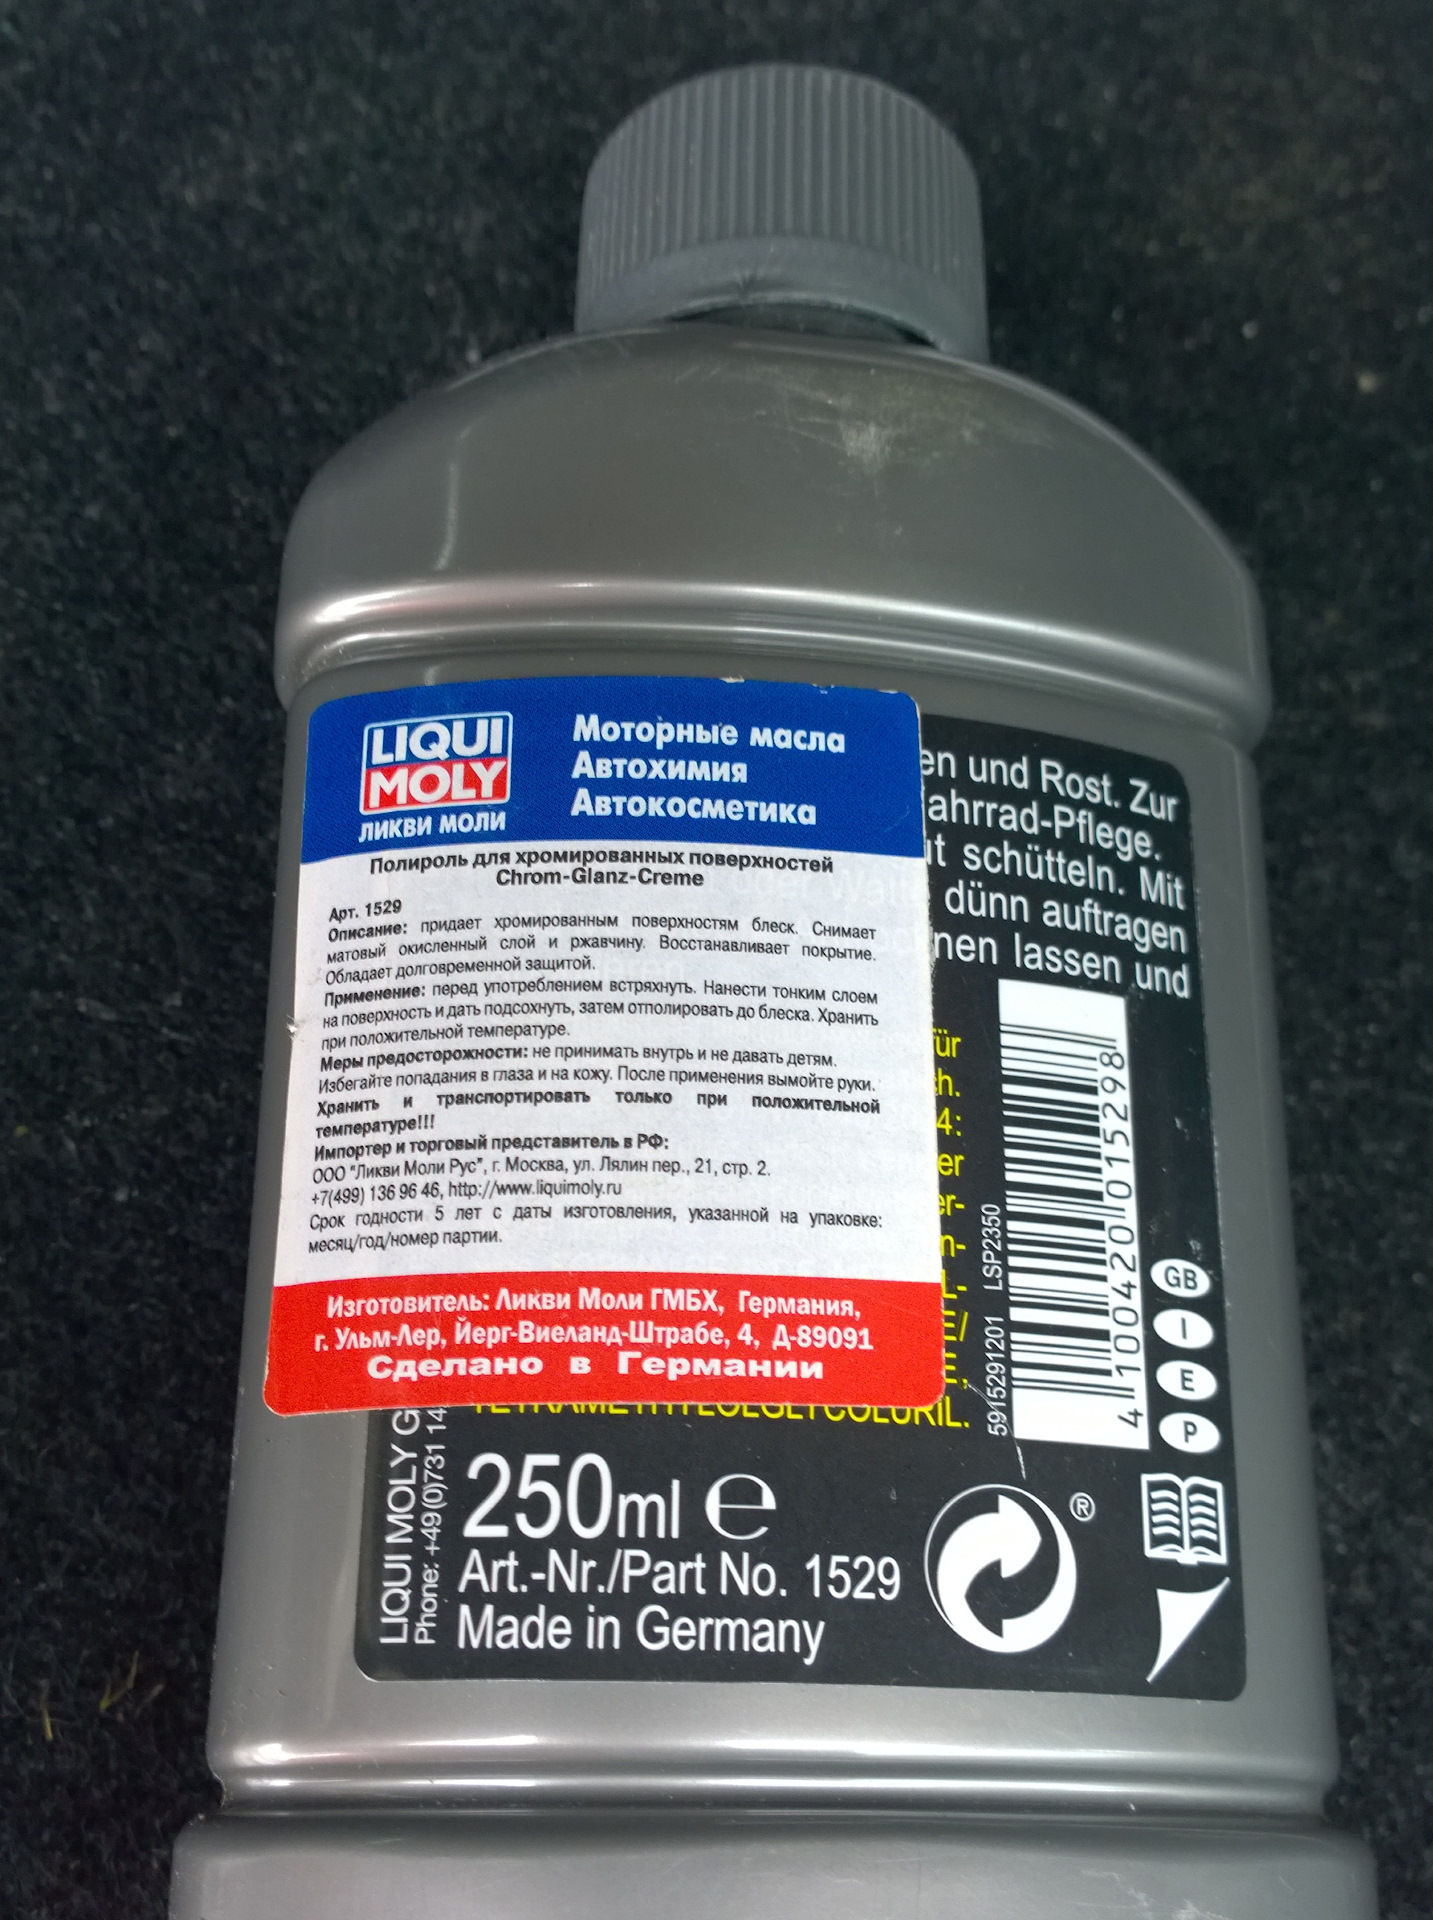 LIQUI
MOLY
ЛИКВИ МОЛИ
Моторные масла
Автохимия
Автокосметика
Полироль для хромированных поверхностей
Chrom-Glanz-Creme
Арт. 1529
Описание: придает хромированным поверхностям блеск. Снимает
матовый окисленный слой и ржавчину. Восстанавливает покрытие.
Обладает долговременной защитой.
Применение: перед употреблением встряхнуть. Нанести тонким слоем
на поверхность и дать подсохнуть, затем отполировать до блеска. Хранить
при положительной температуре.
Меры предосторожности: не принимать внутрь и не давать детям.
Избегайте попадания в глаза и на кожу. После применения вымойте руки.
Хранить и транспортировать только при положительной
температуре!!!
Импортер и торговый представитель в РФ:
ООО "Ликви Моли Рус", г. Москва, ул. Лялин пер., 21, стр. 2.
+7(499) 136 96 46, http://www.liquimoly.ru
Срок годности 5 лет с даты изготовления, указанной на упаковке:
месяц/год/номер партии.
Изготовитель: Ликви Моли ГМБХ, Германия,
г. Ульм-Лер, Йерг-Виеланд-Штрабе, 4, Д-89091
Сделано в Германии
en und Rost. Zur
ahrrad-Pflege.
ut schütteln. Mit
dünn auftragen
nen lassen und
für
ch.
4:
er
er-
n-
L-
E/
E,
TETRAMETHYLOLGLYCOLURIL.
5915291201 LSP2350
4 100420 015298
GB
I
E
P
LIQUI MOLY G
Phone: +49(0)731 14
250ml e
Art.-Nr./Part No. 1529
Made in Germany
®